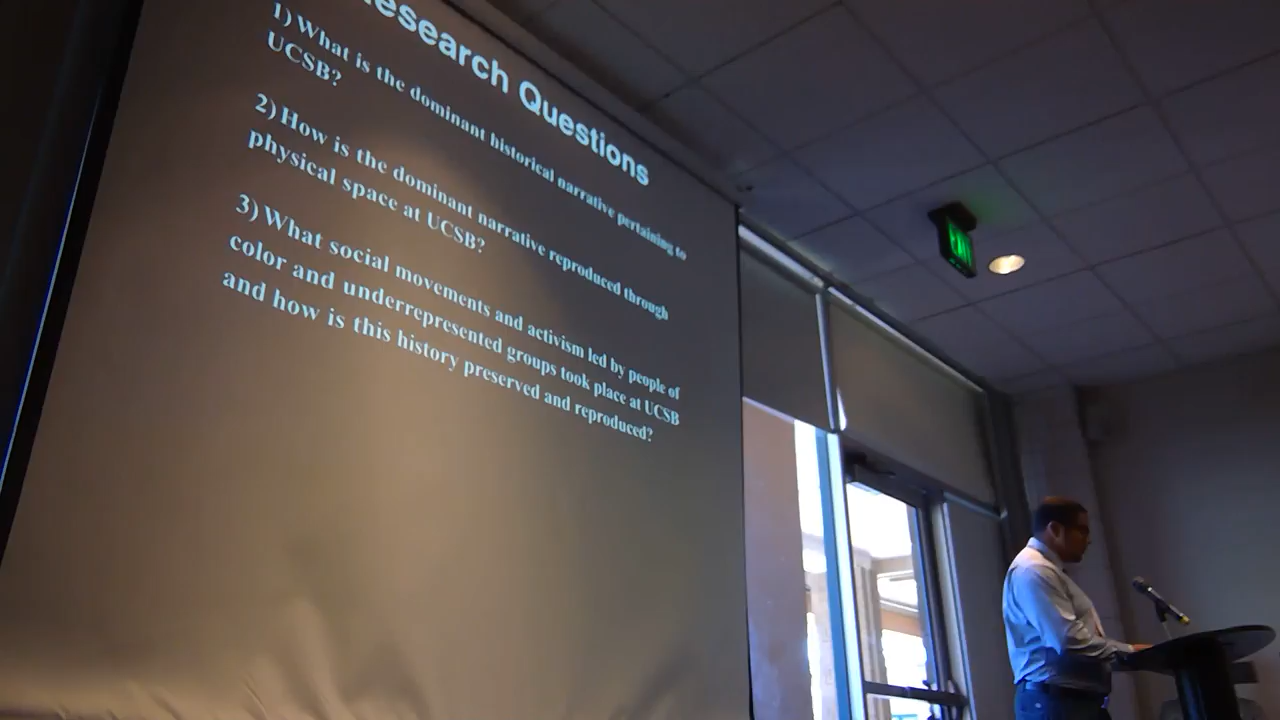 Research Questions
1) What is the dominant historical narrative pertaining to
UCSB?
2) How is the dominant narrative reproduced through
physical space at UCSB?
3) What social movements and activism led by people of
color and underrepresented groups took place at UCSB
and how is this history preserved and reproduced?
EXIT